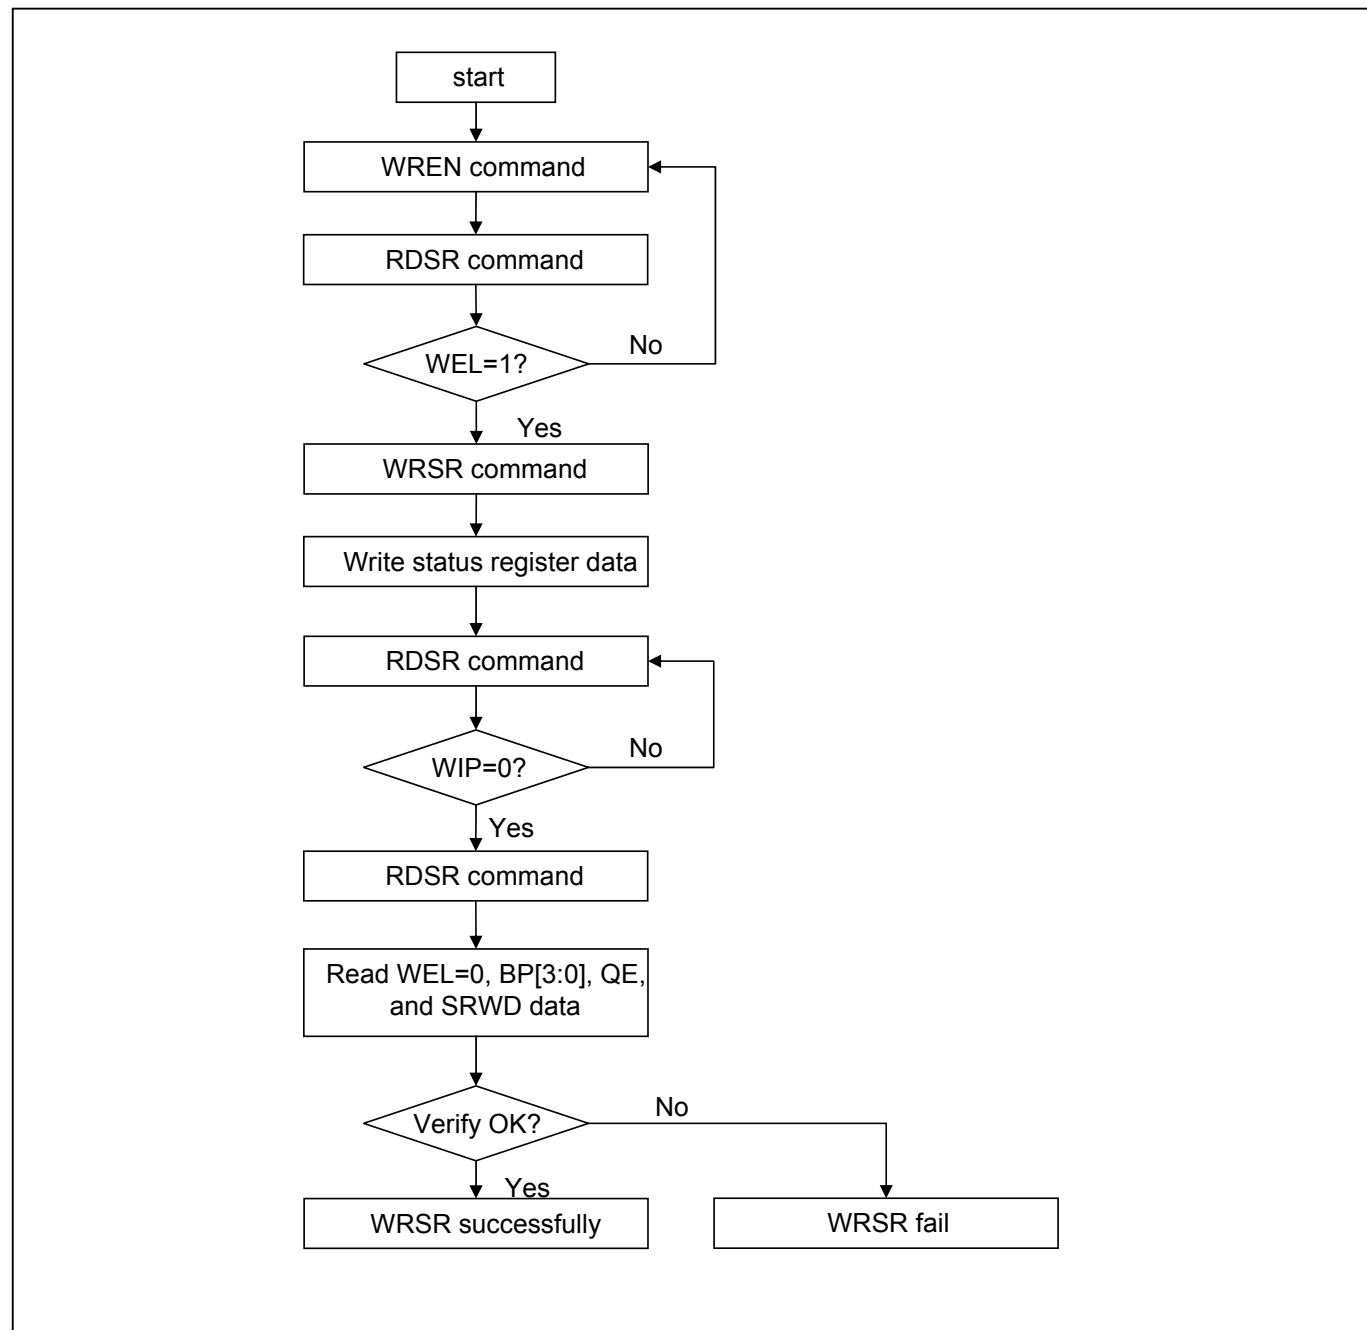 start
WREN command
RDSR command
WEL=1?
No
Yes
WRSR command
Write status register data
RDSR command
WIP=0?
No
Yes
RDSR command
Read WEL=0, BP[3:0], QE,
and SRWD data
Verify OK?
No
Yes
WRSR successfully
WRSR fail